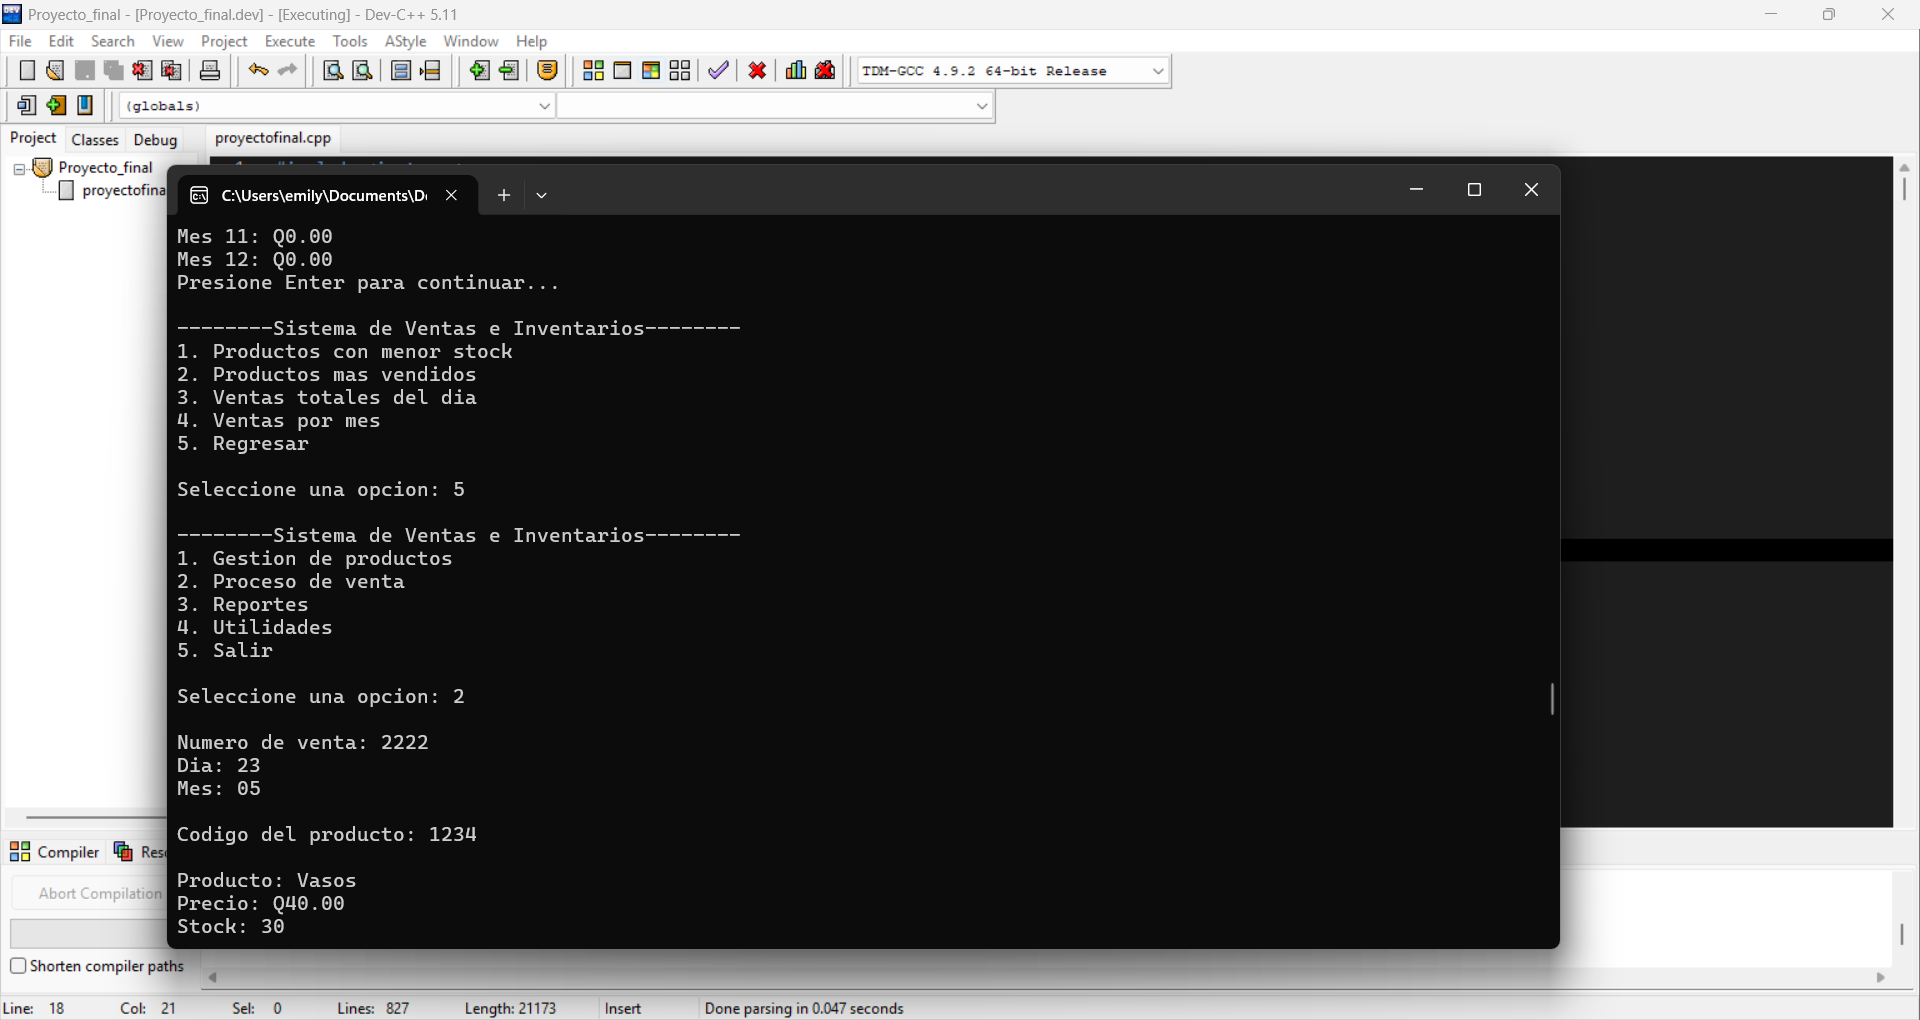 Proyecto_final - [Proyecto_final.dev] - [Executing] - Dev-C++ 5.11
File Edit Search View Project Execute Tools AStyle Window Help
TDM-GCC 4.9.2 64-bit Release
(globals)
Project Classes Debug proyectofinal.cpp
Proyecto_final
proyectofina
C:\Users\emily\Documents\D
Mes 11: Q0.00
Mes 12: Q0.00
Presione Enter para continuar...
--------Sistema de Ventas e Inventarios--------
1. Productos con menor stock
2. Productos mas vendidos
3. Ventas totales del dia
4. Ventas por mes
5. Regresar
Seleccione una opcion: 5
--------Sistema de Ventas e Inventarios--------
1. Gestion de productos
2. Proceso de venta
3. Reportes
4. Utilidades
5. Salir
Seleccione una opcion: 2
Numero de venta: 2222
Dia: 23
Mes: 05
Codigo del producto: 1234
Producto: Vasos
Precio: Q40.00
Stock: 30
Compiler Res
Abort Compilation
Shorten compiler paths
Line: 18 Col: 21 Sel: 0 Lines: 827 Length: 21173 Insert Done parsing in 0.047 seconds